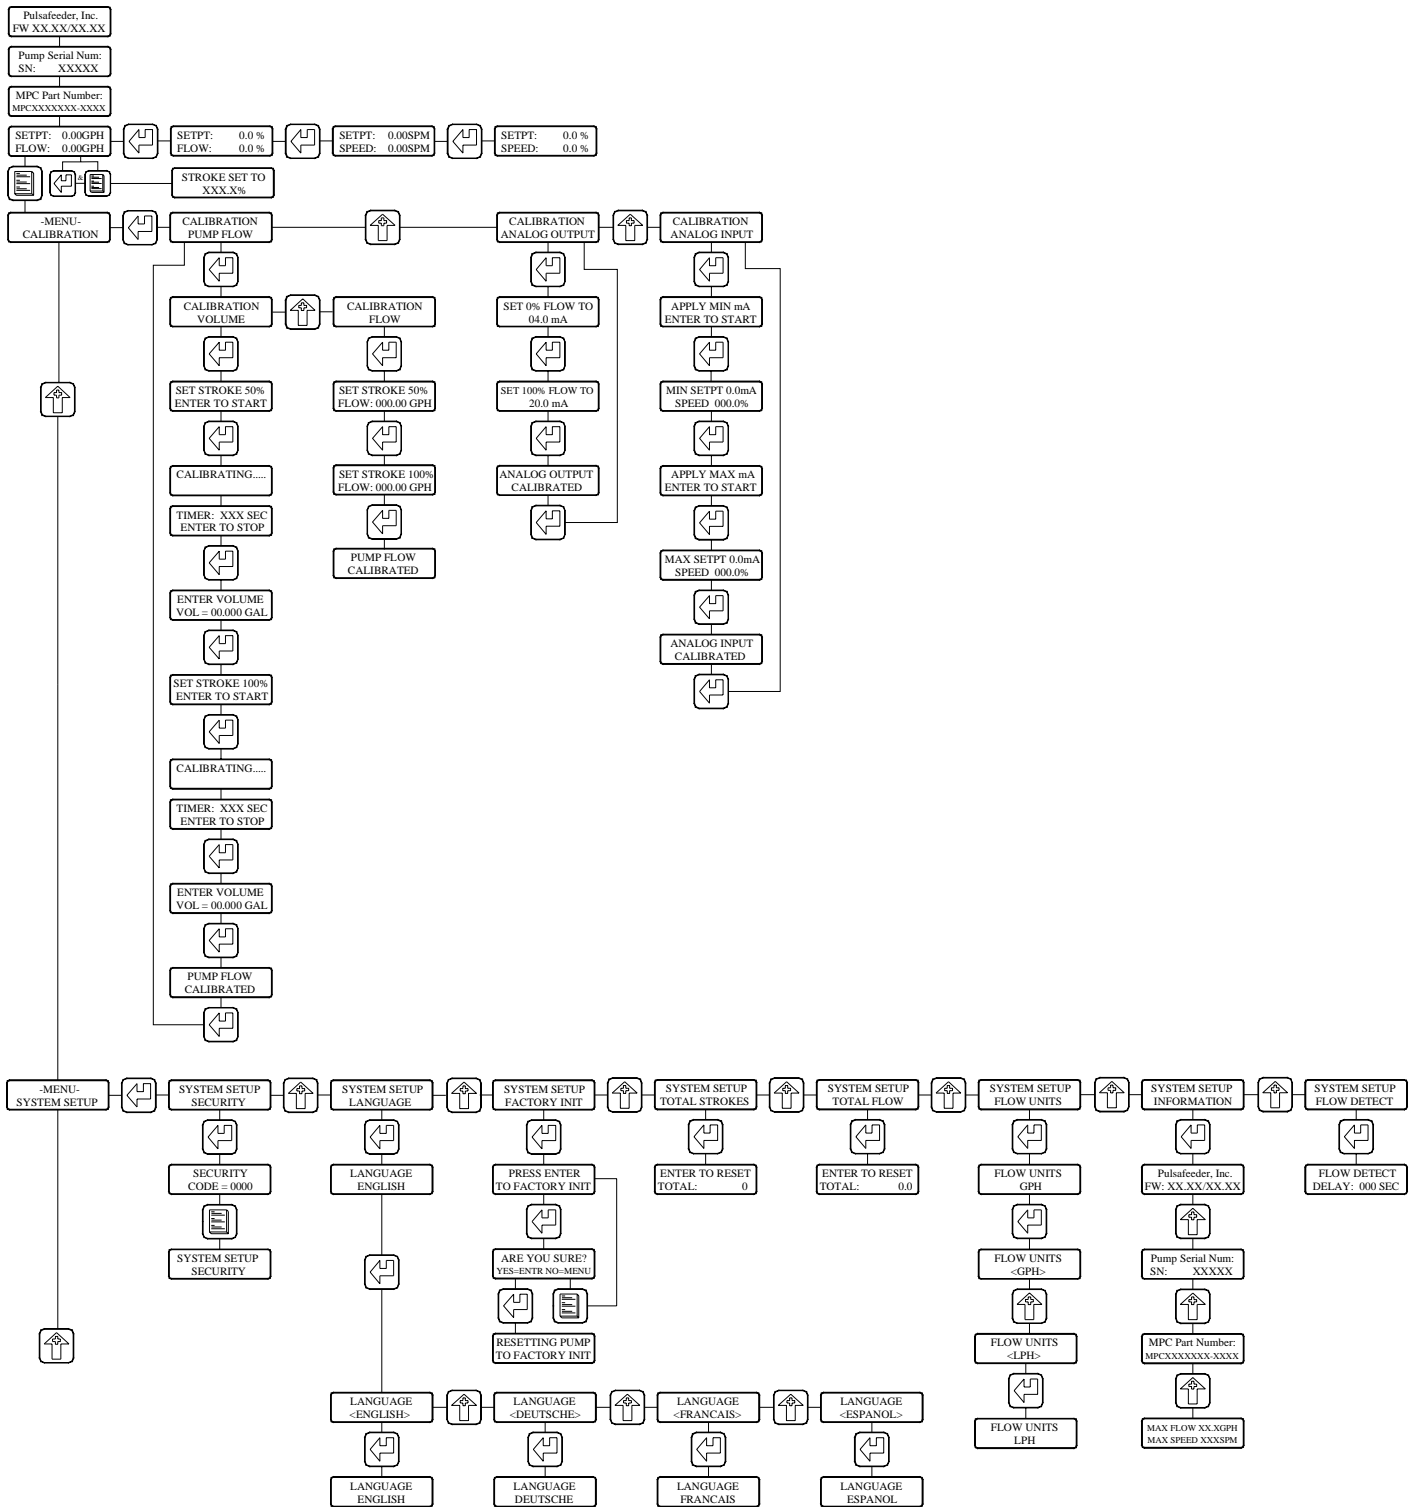 Pulsafeeder, Inc.
FW XX.XX/XX.XX
Pump Serial Num:
SN: XXXXX
MPC Part Number:
MPCXXXXXXX-XXXX
SETPT: 0.00GPH
FLOW: 0.00GPH
SETPT: 0.0 %
FLOW: 0.0 %
SETPT: 0.00SPM
SPEED: 0.00SPM
SETPT: 0.0 %
SPEED: 0.0 %
&
STROKE SET TO
XXX.X%
-MENU-
CALIBRATION
CALIBRATION
PUMP FLOW
CALIBRATION
ANALOG OUTPUT
CALIBRATION
ANALOG INPUT
CALIBRATION
VOLUME
CALIBRATION
FLOW
SET 0% FLOW TO
04.0 mA
APPLY MIN mA
ENTER TO START
SET STROKE 50%
ENTER TO START
SET STROKE 50%
FLOW: 000.00 GPH
SET 100% FLOW TO
20.0 mA
MIN SETPT 0.0mA
SPEED 000.0%
CALIBRATING.....
SET STROKE 100%
FLOW: 000.00 GPH
ANALOG OUTPUT
CALIBRATED
APPLY MAX mA
ENTER TO START
TIMER: XXX SEC
ENTER TO STOP
PUMP FLOW
CALIBRATED
MAX SETPT 0.0mA
SPEED 000.0%
ENTER VOLUME
VOL = 00.000 GAL
ANALOG INPUT
CALIBRATED
SET STROKE 100%
ENTER TO START
CALIBRATING.....
TIMER: XXX SEC
ENTER TO STOP
ENTER VOLUME
VOL = 00.000 GAL
PUMP FLOW
CALIBRATED
-MENU-
SYSTEM SETUP
SYSTEM SETUP
SECURITY
SYSTEM SETUP
LANGUAGE
SYSTEM SETUP
FACTORY INIT
SYSTEM SETUP
TOTAL STROKES
SYSTEM SETUP
TOTAL FLOW
SYSTEM SETUP
FLOW UNITS
SYSTEM SETUP
INFORMATION
SYSTEM SETUP
FLOW DETECT
SECURITY
CODE = 0000
LANGUAGE
ENGLISH
PRESS ENTER
TO FACTORY INIT
ENTER TO RESET
TOTAL: 0
ENTER TO RESET
TOTAL: 0.0
FLOW UNITS
GPH
Pulsafeeder, Inc.
FW: XX.XX/XX.XX
FLOW DETECT
DELAY: 000 SEC
SYSTEM SETUP
SECURITY
ARE YOU SURE?
YES=ENTR NO=MENU
FLOW UNITS
<GPH>
Pump Serial Num:
SN: XXXXX
RESETTING PUMP
TO FACTORY INIT
FLOW UNITS
<LPH>
MPC Part Number:
MPCXXXXXXX-XXXX
LANGUAGE
<ENGLISH>
LANGUAGE
<DEUTSCHE>
LANGUAGE
<FRANCAIS>
LANGUAGE
<ESPANOL>
FLOW UNITS
LPH
MAX FLOW XX.XGPH
MAX SPEED XXXSPM
LANGUAGE
ENGLISH
LANGUAGE
DEUTSCHE
LANGUAGE
FRANCAIS
LANGUAGE
ESPANOL